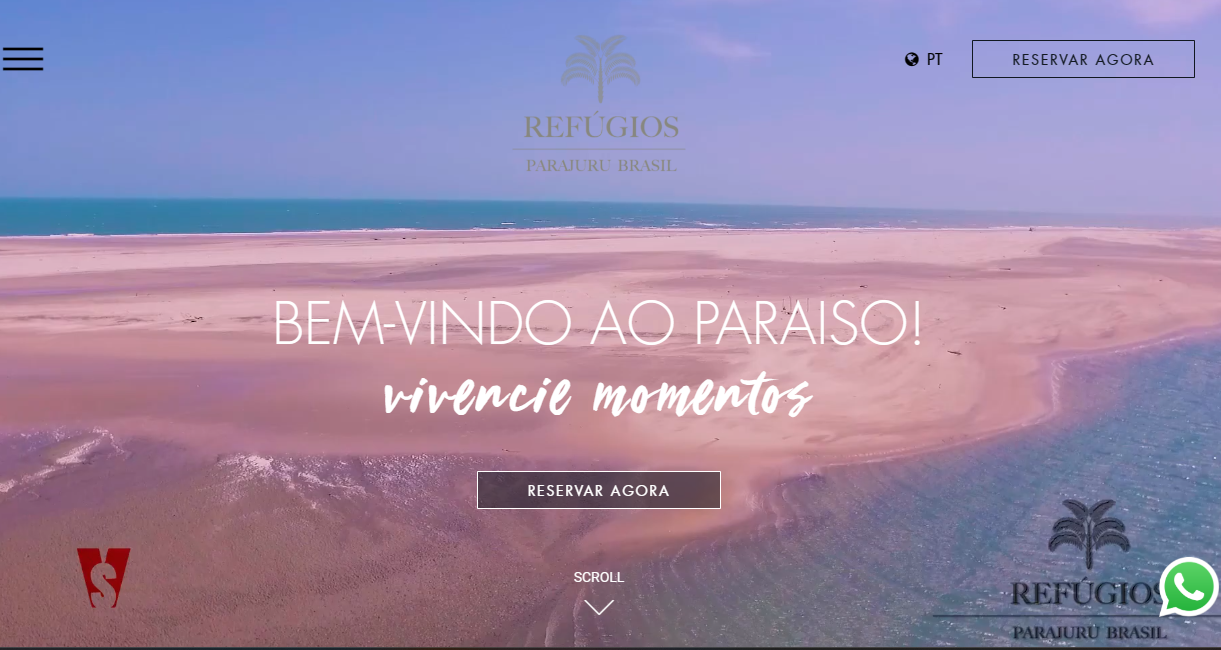 PT
RESERVAR AGORA
REFÚGIOS
PARAJURU BRASIL
BEM-VINDO AO PARAISO!
vivencie momentos
RESERVAR AGORA
SCROLL
REFÚGIOS
PARAJURU BRASIL